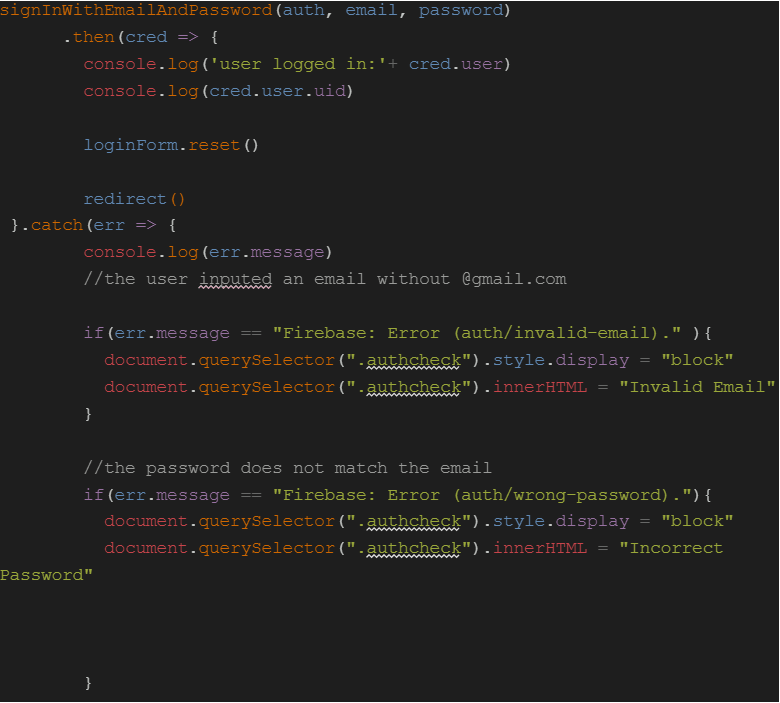 signInWithEmailAndPassword(auth, email, password)
.then(cred => {
console.log('user logged in:'+ cred.user)
console.log(cred.user.uid)
loginForm.reset()
redirect()
}.catch(err => {
console.log(err.message)
//the user inputed an email without @gmail.com
if(err.message == "Firebase: Error (auth/invalid-email)." ){
document.querySelector(".authcheck").style.display = "block"
document.querySelector(".authcheck").innerHTML = "Invalid Email"
}
//the password does not match the email
if(err.message == "Firebase: Error (auth/wrong-password)."){
document.querySelector(".authcheck").style.display = "block"
document.querySelector(".authcheck").innerHTML = "Incorrect
Password"
}